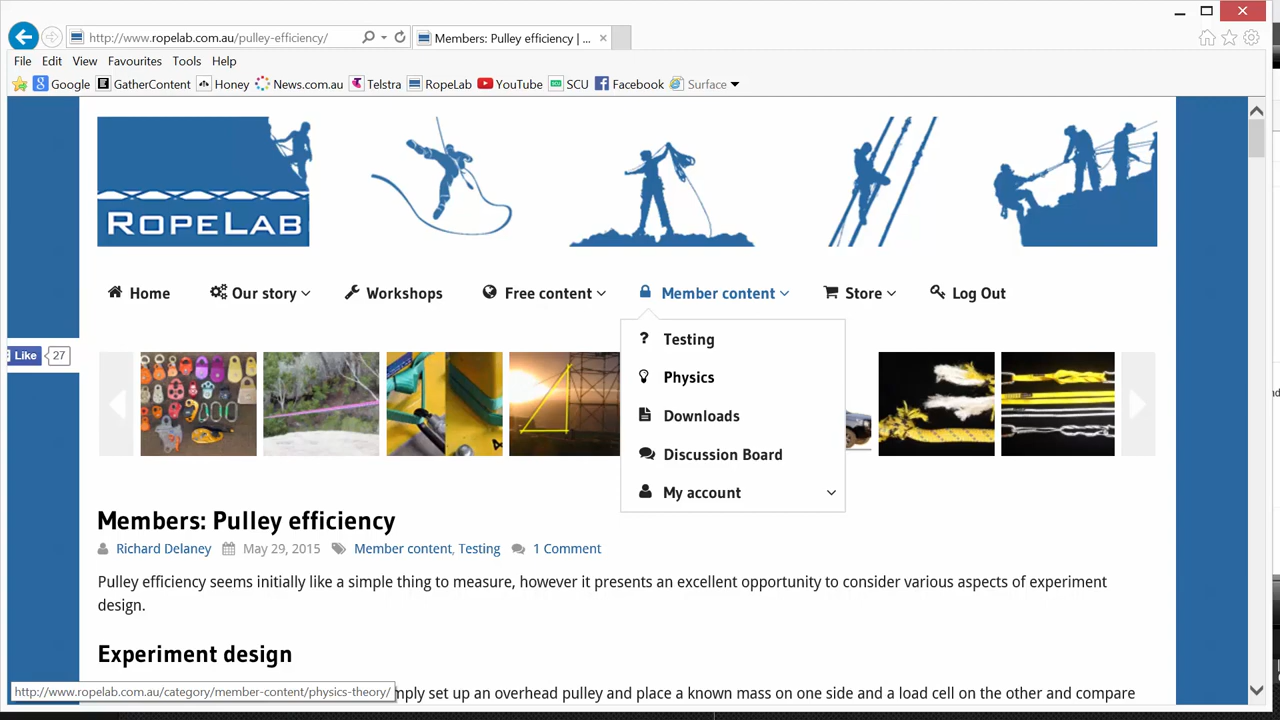 http://www.ropelab.com.au/pulley-efficiency/
Members: Pulley efficiency | ...
File Edit View Favourites Tools Help
Google GatherContent Honey News.com.au Telstra RopeLab YouTube SCU Facebook Surface
ROPELAB
Home Our story Workshops Free content Member content Store Log Out
Like 27
Testing
Physics
Downloads
Discussion Board
My account
Members: Pulley efficiency
Richard Delaney May 29, 2015 Member content, Testing 1 Comment
Pulley efficiency seems initially like a simple thing to measure, however it presents an excellent opportunity to consider various aspects of experiment
design.
Experiment design
http://www.ropelab.com.au/category/member-content/physics-theory/
set up an overhead pulley and place a known mass on one side and a load cell on the other and compare